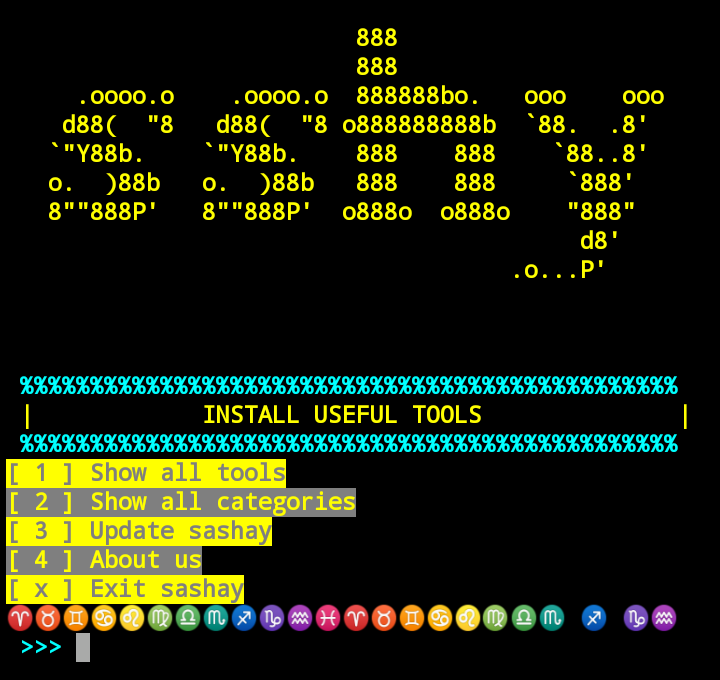 888
                         888
     .oooo.o    .oooo.o  888888bo.   ooo    ooo
    d88(  "8   d88(  "8 o888888888b  `88.  .8'
   `"Y88b.    `"Y88b.    888    888    `88..8'
   o.  )88b   o.  )88b   888    888     `888'
   8""888P'   8""888P'  o888o  o888o    "888"
                                         d8'
                                    .o...P'
 %%%%%%%%%%%%%%%%%%%%%%%%%%%%%%%%%%%%%%%%%%%%%%%
 |            INSTALL USEFUL TOOLS              |
 %%%%%%%%%%%%%%%%%%%%%%%%%%%%%%%%%%%%%%%%%%%%%%%
[ 1 ] Show all tools
[ 2 ] Show all categories
[ 3 ] Update sashay
[ 4 ] About us
[ x ] Exit sashay
♈♉♊♋♌♍♎♏♐♑♒♓♈♉♊♋♌♍♎♏ ♐ ♑♒
 >>>